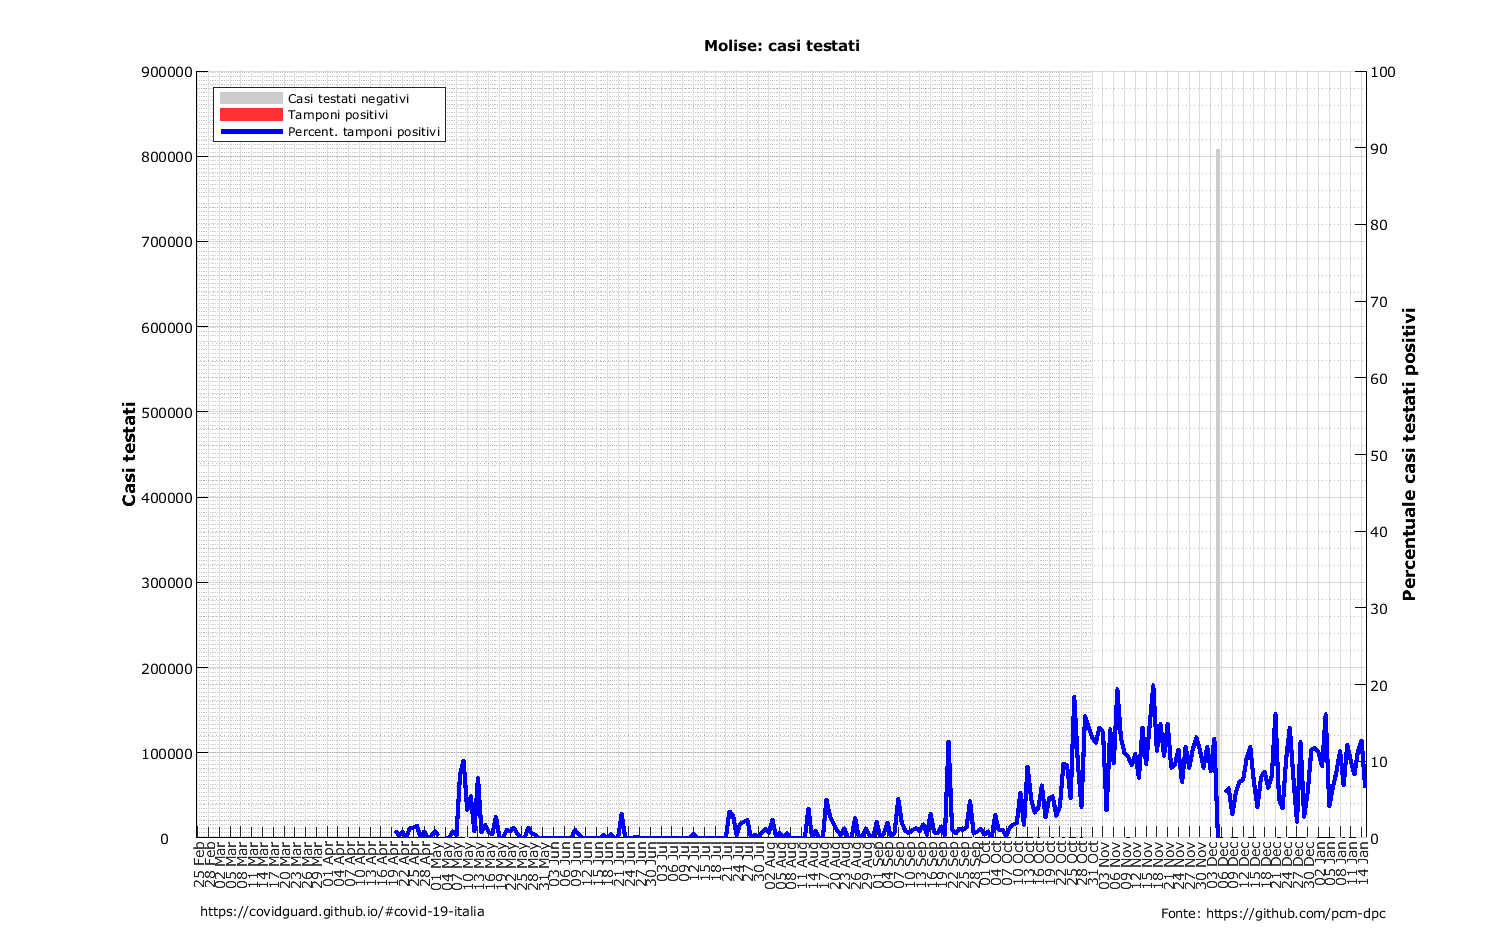 Molise: casi testati
Casi testati negativi
Tamponi positivi
Percent. tamponi positivi
900000
800000
700000
600000
500000
400000
300000
200000
100000
0
Casi testati
100
90
80
70
60
50
40
30
20
10
0
Percentuale casi testati positivi
25 Feb
28 Feb
02 Mar
05 Mar
08 Mar
11 Mar
14 Mar
17 Mar
20 Mar
23 Mar
26 Mar
29 Mar
01 Apr
04 Apr
07 Apr
10 Apr
13 Apr
16 Apr
19 Apr
22 Apr
25 Apr
28 Apr
01 May
04 May
07 May
10 May
13 May
16 May
19 May
22 May
25 May
28 May
31 May
03 Jun
06 Jun
09 Jun
12 Jun
15 Jun
18 Jun
21 Jun
24 Jun
27 Jun
30 Jun
03 Jul
06 Jul
09 Jul
12 Jul
15 Jul
18 Jul
21 Jul
24 Jul
27 Jul
30 Jul
02 Aug
05 Aug
08 Aug
11 Aug
14 Aug
17 Aug
20 Aug
23 Aug
26 Aug
29 Aug
01 Sep
04 Sep
07 Sep
10 Sep
13 Sep
16 Sep
19 Sep
22 Sep
25 Sep
28 Sep
01 Oct
04 Oct
07 Oct
10 Oct
13 Oct
16 Oct
19 Oct
22 Oct
25 Oct
28 Oct
31 Oct
03 Nov
06 Nov
09 Nov
12 Nov
15 Nov
18 Nov
21 Nov
24 Nov
27 Nov
30 Nov
03 Dec
06 Dec
09 Dec
12 Dec
15 Dec
18 Dec
21 Dec
24 Dec
27 Dec
30 Dec
02 Jan
05 Jan
08 Jan
11 Jan
14 Jan
https://covidguard.github.io/#covid-19-italia
Fonte: https://github.com/pcm-dpc